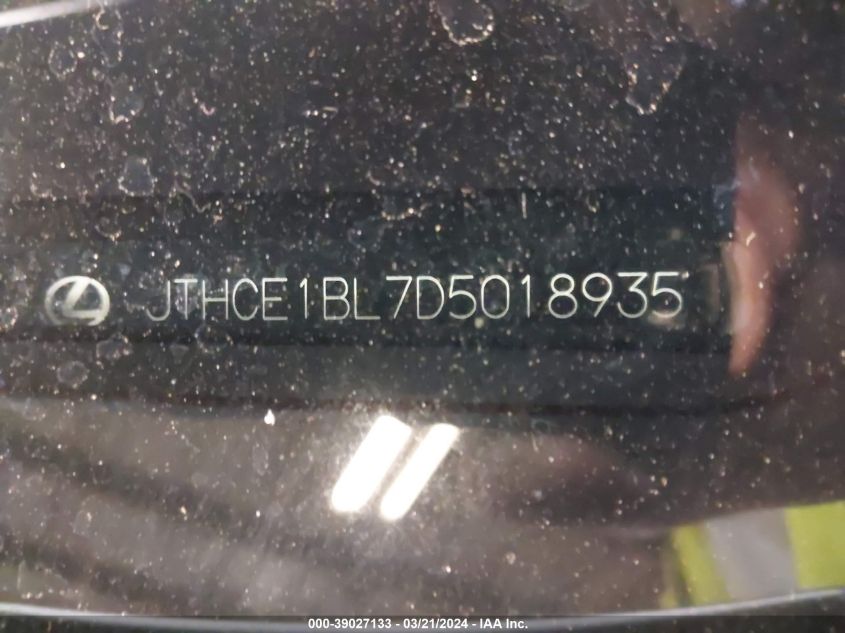 JTHCE1BL7D5018935
000-39027133 - 03/21/2024 - IAA Inc.